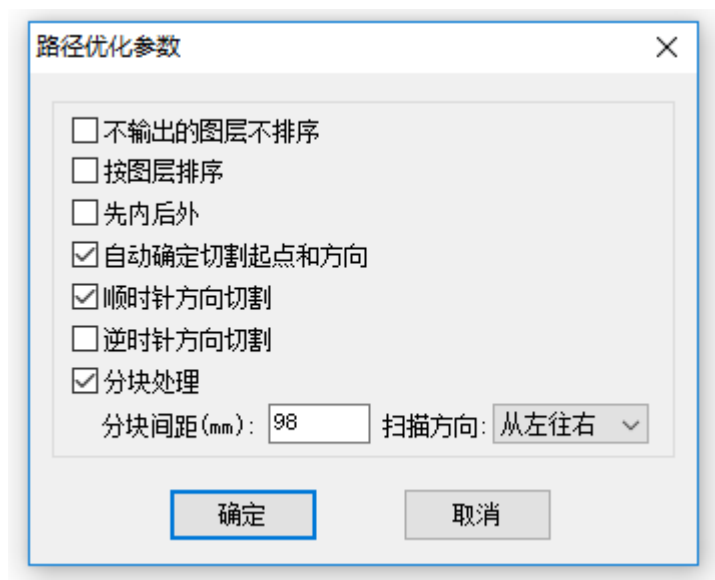 路径优化参数
不输出的图层不排序
按图层排序
先内后外
自动确定切割起点和方向
顺时针方向切割
逆时针方向切割
分块处理
分块间距(mm): 98 扫描方向: 从左往右
确定 取消